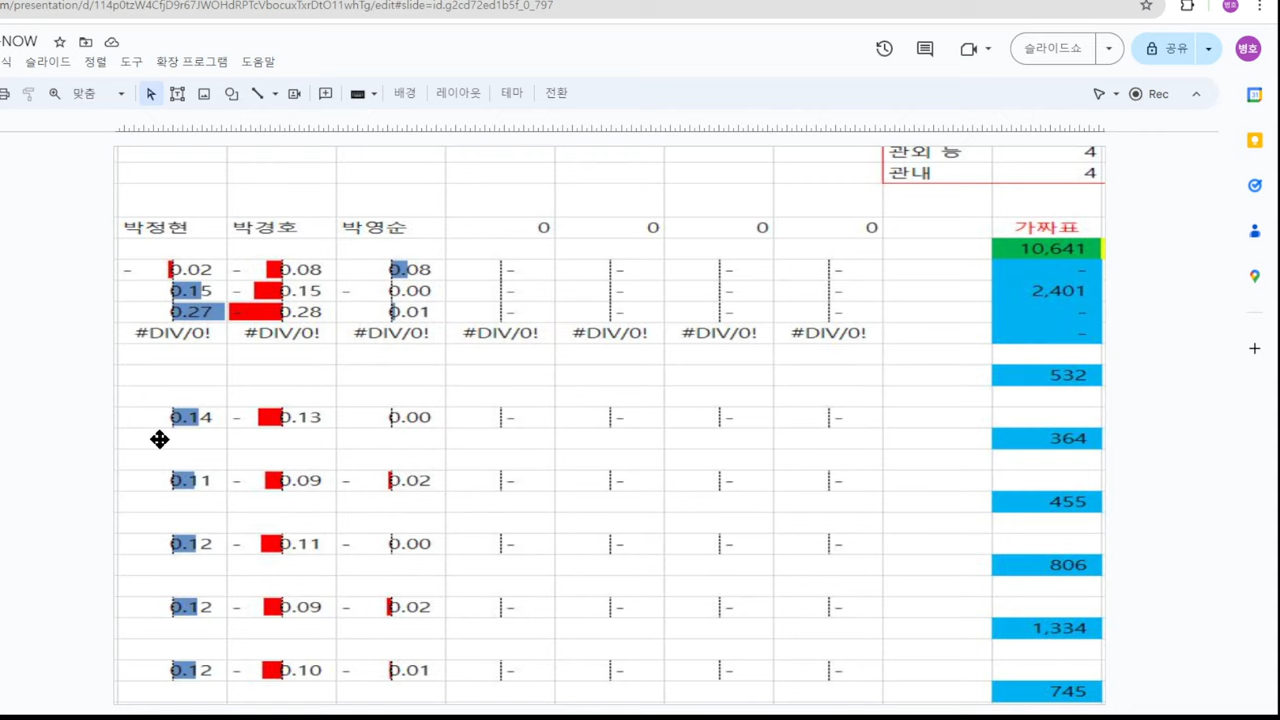 m/presentation/d/114p0tzW4CfjD9r67JWOHdRPTcVbocuxTxrDtO11whTg/edit#slide=id.g2cd72ed1b5f_0_797
병호
-NOW
슬라이드쇼
공유
병호
식 슬라이드 정렬 도구 확장 프로그램 도움말
맞춤 배경 레이아웃 테마 전환 Rec
31
관외 등 4
관내 4
박정현 박경호 박영순 0 0 0 0 가짜표
10,641
- 0.02 - 0.08 0.08 - - - - -
0.15 - 0.15 - 0.00 - - - - 2,401
0.27 - 0.28 0.01 - - - - -
#DIV/0! #DIV/0! #DIV/0! #DIV/0! #DIV/0! #DIV/0! #DIV/0! -
532
0.14 - 0.13 0.00 - - - -
364
0.11 - 0.09 - 0.02 - - - -
455
0.12 - 0.11 - 0.00 - - - -
806
0.12 - 0.09 - 0.02 - - - -
1,334
0.12 - 0.10 - 0.01 - - - -
745